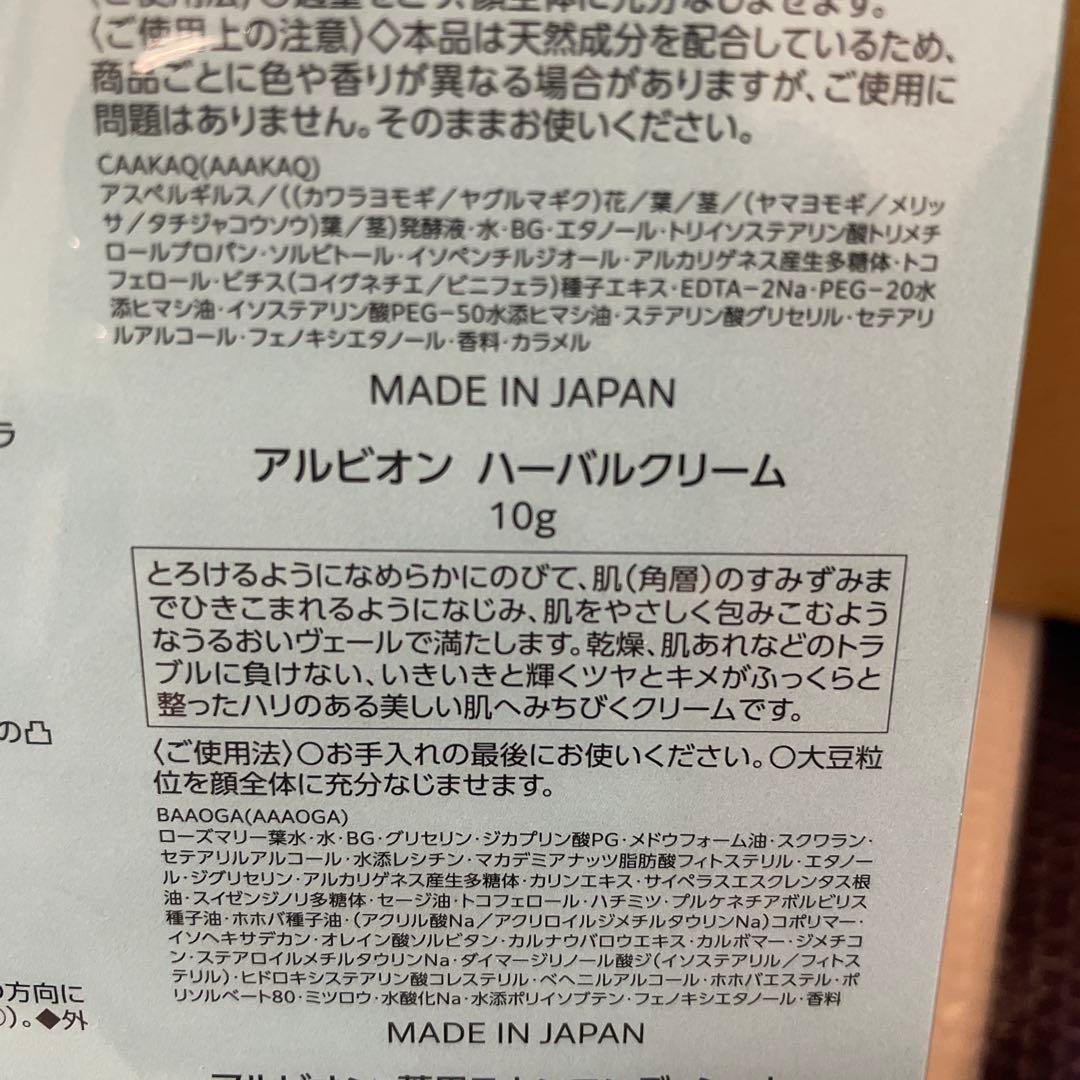 〈ご使用上の注意〉◇本品は天然成分を配合しているため、
商品ごとに色や香りが異なる場合がありますが、ご使用に
問題はありません。そのままお使いください。
CAAKAQ(AAAKAQ)
アスペルギルス／((カワラヨモギ／ヤグルマギク)花／葉／茎／(ヤマヨモギ／メリッ
サ／タチジャコウソウ)葉／茎)発酵液・水・BG・エタノール・トリイソステアリン酸トリメチ
ロールプロパン・ソルビトール・イソペンチルジオール・アルカリゲネス産生多糖体・トコ
フェロール・ビチス(コイグネチエ／ビニフェラ)種子エキス・EDTA−2Na・PEG−20水
添ヒマシ油・イソステアリン酸PEG−50水添ヒマシ油・ステアリン酸グリセリル・セテアリ
ルアルコール・フェノキシエタノール・香料・カラメル
MADE IN JAPAN
アルビオン ハーバルクリーム
10g
とろけるようになめらかにのびて、肌(角層)のすみずみま
でひきこまれるようになじみ、肌をやさしく包みこむよう
なうるおいヴェールで満たします。乾燥、肌あれなどのトラ
ブルに負けない、いきいきと輝くツヤとキメがふっくらと
整ったハリのある美しい肌へみちびくクリームです。
〈ご使用法〉○お手入れの最後にお使いください。○大豆粒
位を顔全体に充分なじませます。
BAAOGA(AAAOGA)
ローズマリー葉水・水・BG・グリセリン・ジカプリン酸PG・メドウフォーム油・スクワラン・
セテアリルアルコール・水添レシチン・マカデミアナッツ脂肪酸フィトステリル・エタノー
ル・ジグリセリン・アルカリゲネス産生多糖体・カリンエキス・サイペラスエスクレンタス根
油・スイゼンジノリ多糖体・セージ油・トコフェロール・ハチミツ・プルケネチアボルビリス
種子油・ホホバ種子油・(アクリル酸Na／アクリロイルジメチルタウリンNa)コポリマー・
イソヘキサデカン・オレイン酸ソルビタン・カルナウバロウエキス・カルボマー・ジメチコ
ン・ステアロイルメチルタウリンNa・ダイマージリノール酸ジ(イソステアリル／フィトス
テリル)・ヒドロキシステアリン酸コレステリル・ベヘニルアルコール・ホホバエステル・ポ
リソルベート80・ミツロウ・水酸化Na・水添ポリイソブテン・フェノキシエタノール・香料
MADE IN JAPAN
ラ
の凸
方向に
)。◆外